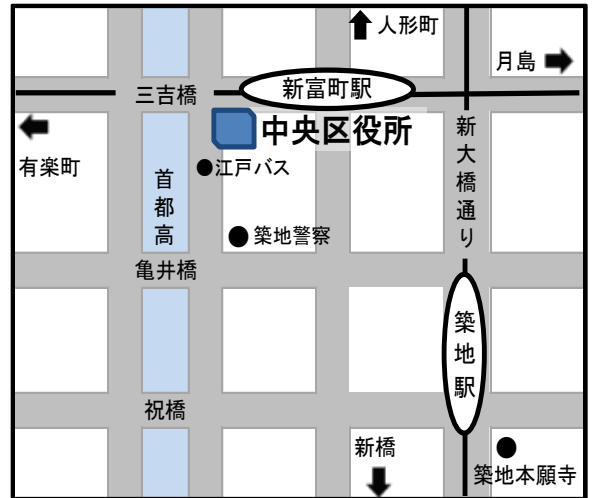 人形町
月島
新富町駅
三吉橋
中央区役所
有楽町
江戸バス
新大橋通り
首都高
築地警察
亀井橋
築地駅
祝橋
新橋
築地本願寺